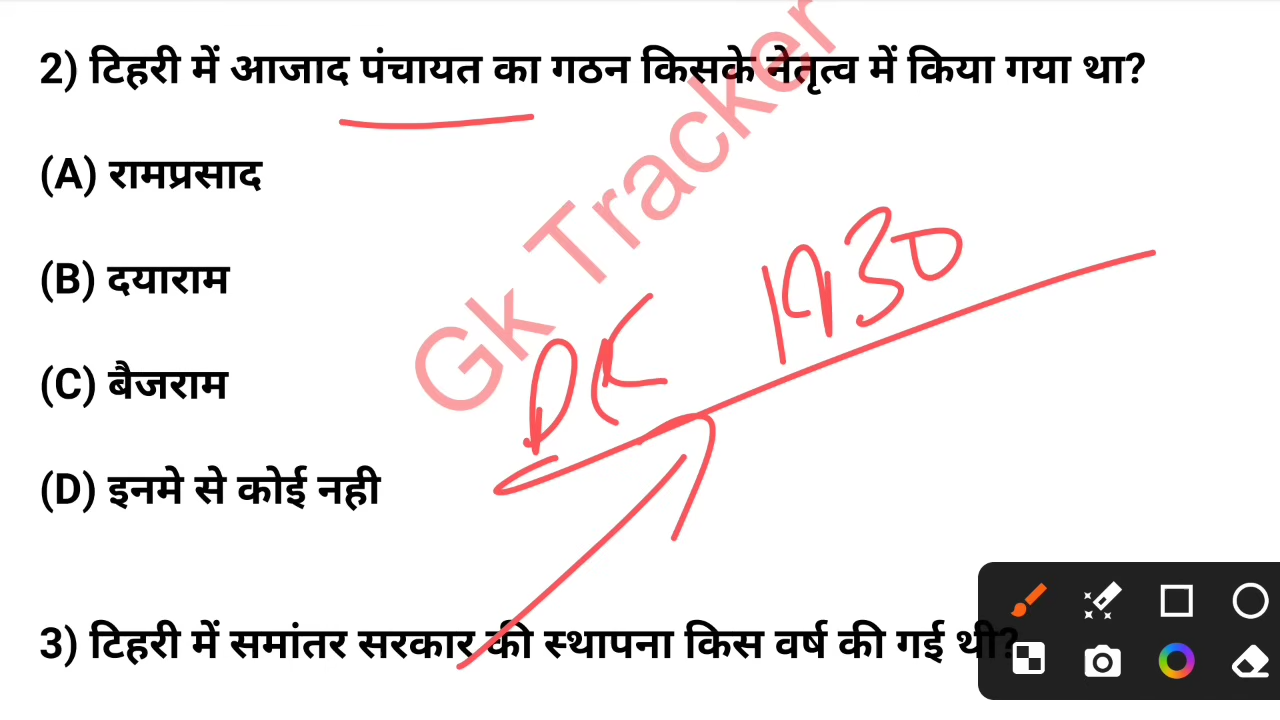 2) टिहरी में आजाद पंचायत का गठन किसके नेतृत्व में किया गया था?
(A) रामप्रसाद
(B) दयाराम
Gk Tracker
1930
DK
(C) बैजराम
(D) इनमे से कोई नही
3) टिहरी में समांतर सरकार की स्थापना किस वर्ष की गई थी?